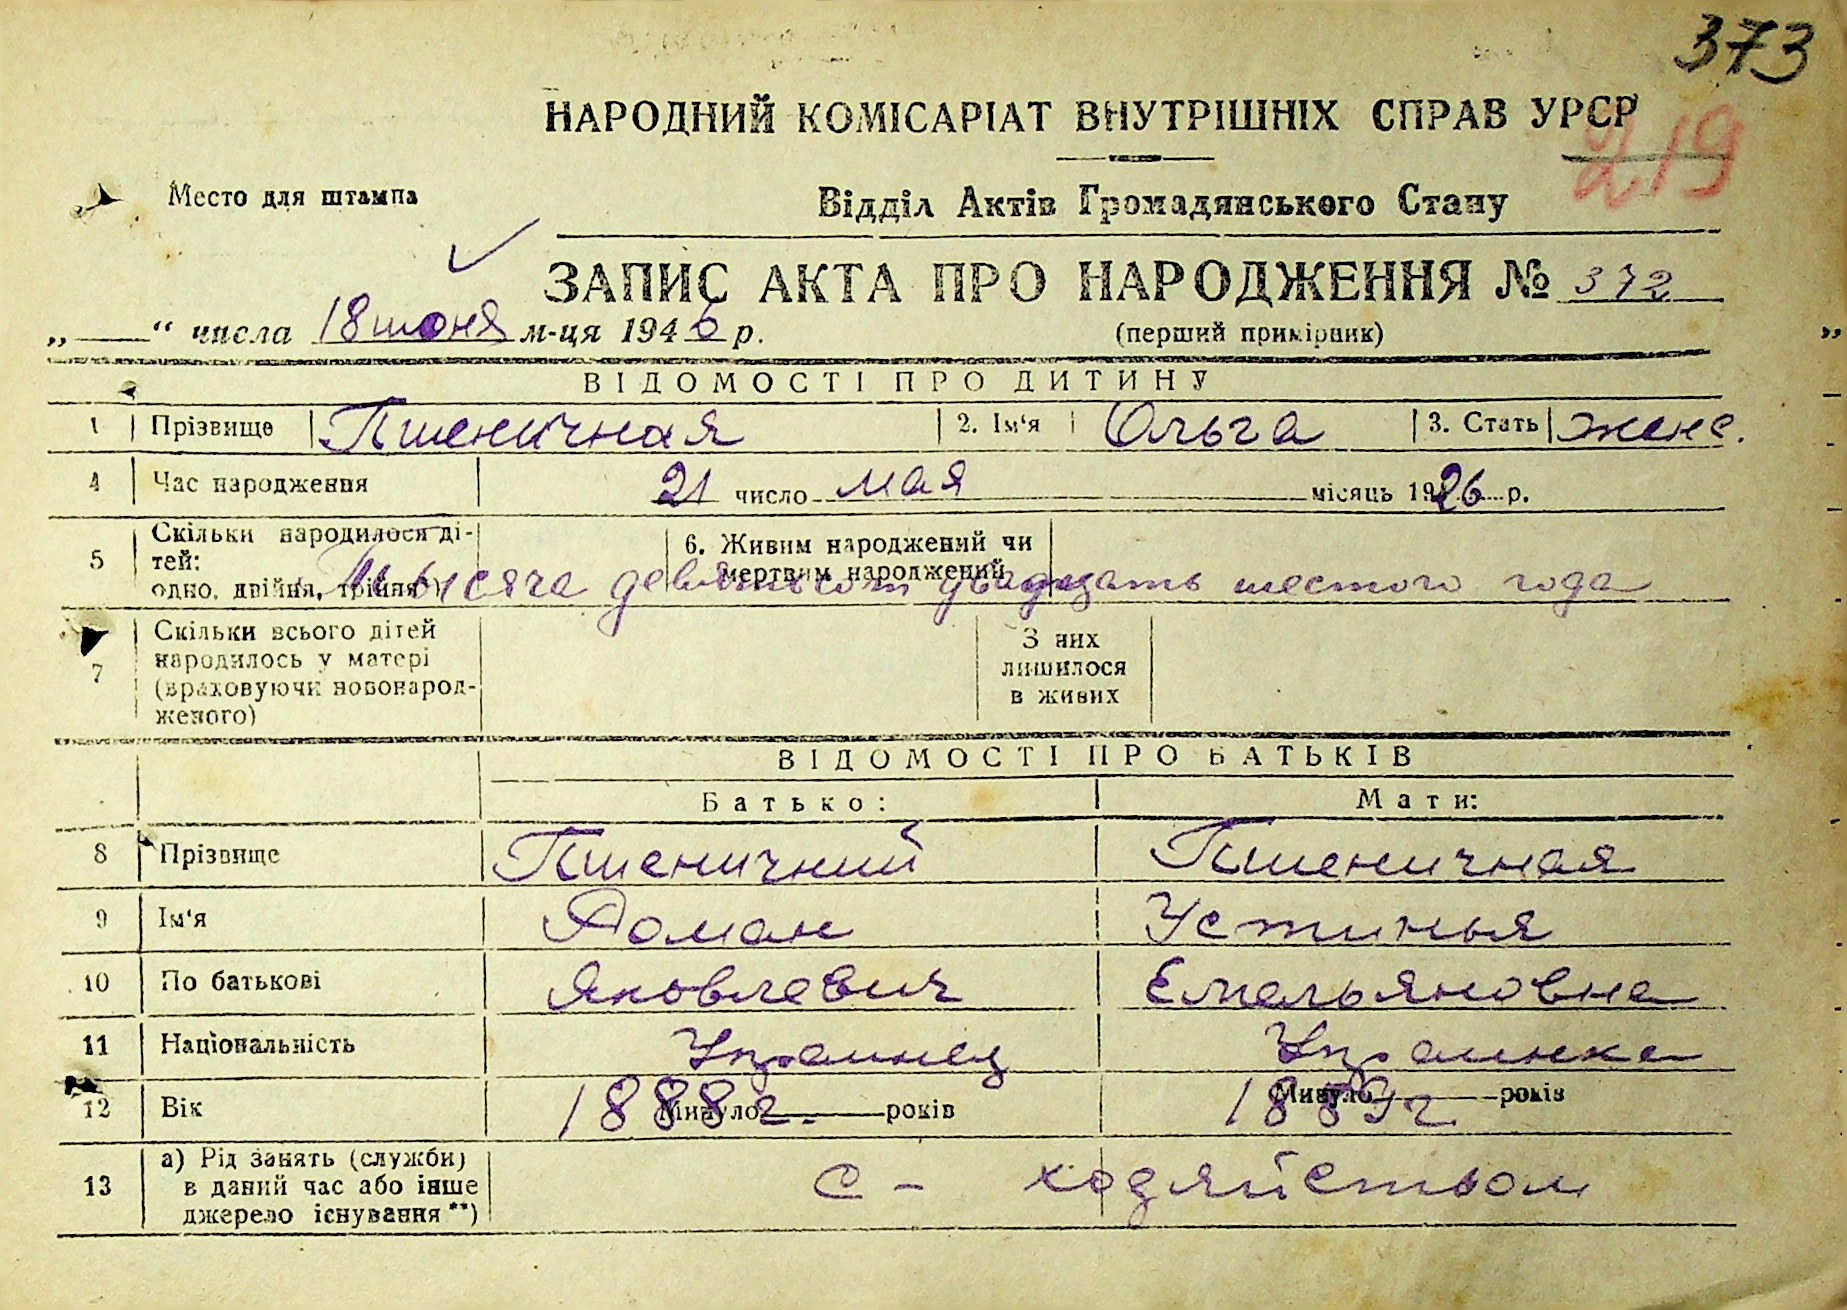 373
НАРОДНИЙ КОМІСАРІАТ ВНУТРІШНІХ СПРАВ УРСР
219
Место для штампа
Відділ Актів Громадянського Стану
ЗАПИС АКТА ПРО НАРОДЖЕННЯ № 372
„ “ числа 18 июня м-ця 1946 р.
(перший примірник)
ВІДОМОСТІ ПРО ДИТИНУ
1 Прізвище Пшеничная 2. Ім‘я Ольга 3. Стать женс.
4 Час народження 21 число мая місяць 1926 р.
5 Скільки народилося дітей: одно, двійня, трійня*) 6. Живим народжений чи мертвим народжений
Тысяча девятьсот двадцать шестого года
7 Скільки всього дітей народилось у матері (враховуючи новонародженого) З них лишилося в живих
ВІДОМОСТІ ПРО БАТЬКІВ
Батько: Мати:
8 Прізвище Пшеничний Пшеничная
9 Ім‘я Роман Устинья
10 По батькові Яковлевич Емельяновна
11 Національність Украинец Украинка
12 Вік 1888 г. Минуло років 1889 г Минуло років
13 а) Рід занять (служби) в даний час або інше джерело існування**) с - хозяйством